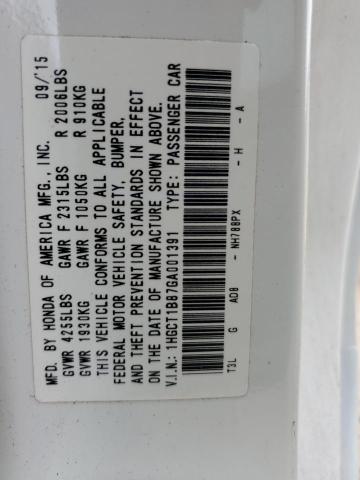 MFD. BY HONDA OF AMERICA MFG., INC. 09/'15
GVWR 4255LBS GAWR F 2315LBS R 2006LBS
GVWR 1930KG GAWR F 1050KG R 910KG
THIS VEHICLE CONFORMS TO ALL APPLICABLE
FEDERAL MOTOR VEHICLE SAFETY, BUMPER,
AND THEFT PREVENTION STANDARDS IN EFFECT
ON THE DATE OF MANUFACTURE SHOWN ABOVE.
V.I.N.: 1HGCT1B87GA001391 TYPE: PASSENGER CAR
T3L G AO8 - NH788PX - H - A